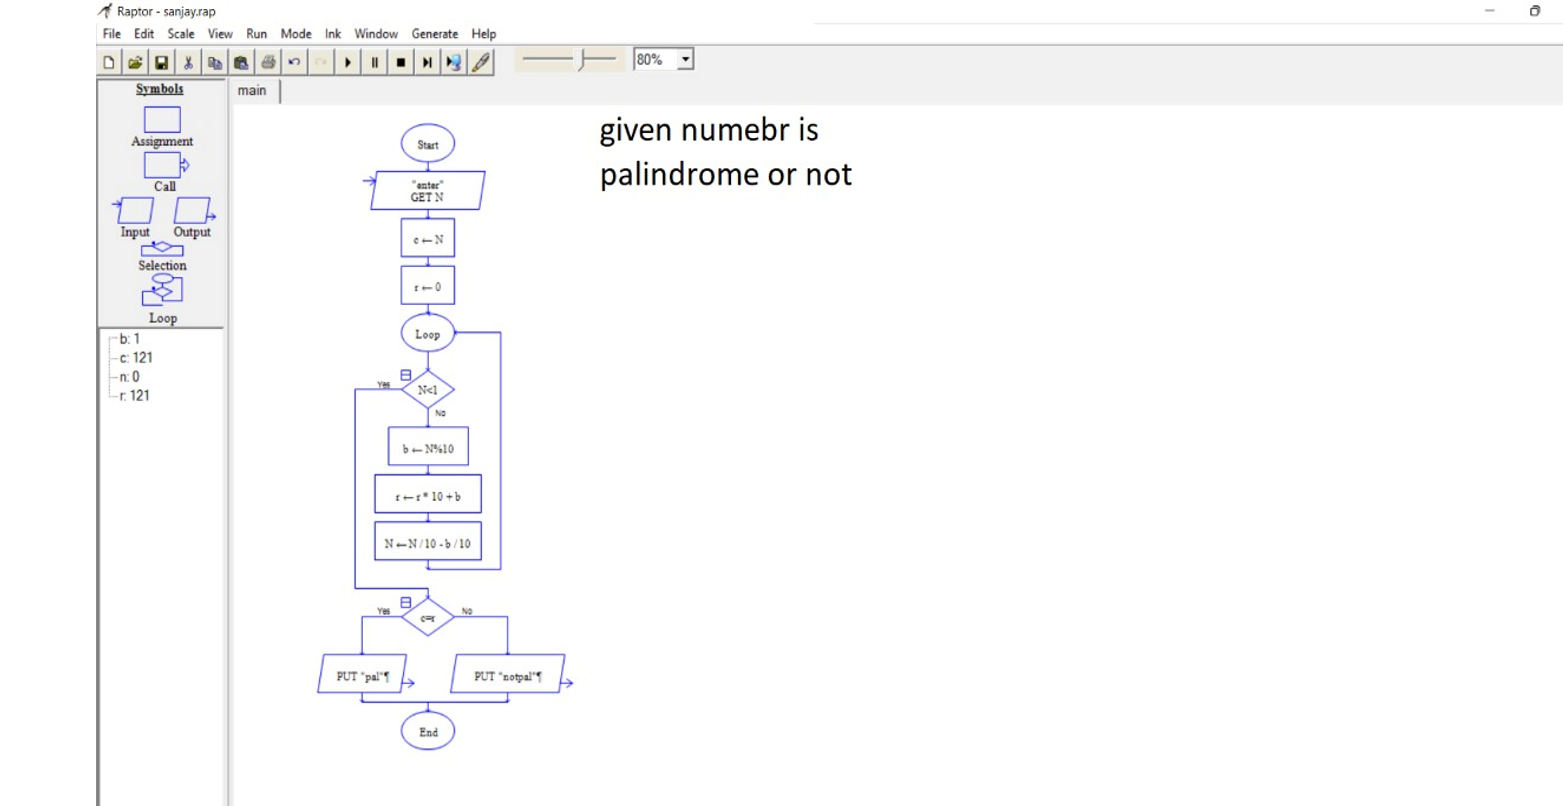 Raptor - sanjay.rap
File Edit Scale View Run Mode Ink Window Generate Help
80%
Symbols
Assignment
Call
Input Output
Selection
Loop
b: 1
c: 121
n: 0
r: 121
main
given numebr is
palindrome or not
Start
"enter"
GET N
c ← N
r ← 0
Loop
N<1
Yes
No
b ← N%10
r ← r * 10 + b
N ← N / 10 - b / 10
Yes
c=r
No
PUT "pal"¶
PUT "notpal"¶
End